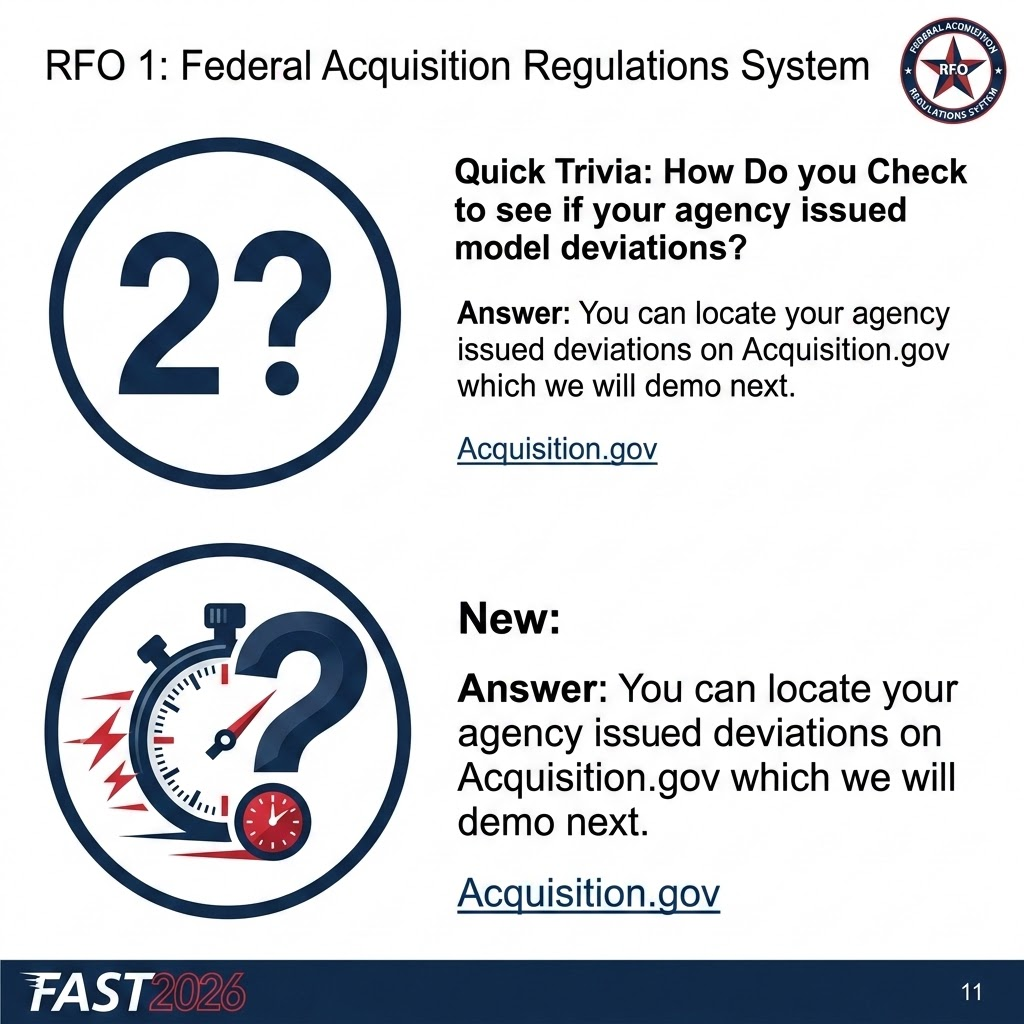 RFO 1: Federal Acquisition Regulations System
RFO
REGULATIONS
FEDERAL
2?
Quick Trivia: How Do you Check
to see if your agency issued
model deviations?
Answer: You can locate your agency
issued deviations on Acquisition.gov
which we will demo next.
Acquisition.gov
?
New:
Answer: You can locate your
agency issued deviations on
Acquisition.gov which we will
demo next.
Acquisition.gov
FAST2026
11